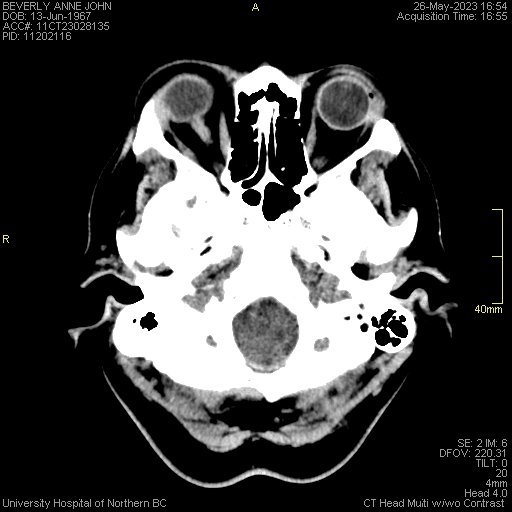 BEVERLY ANNE JOHN
DOB: 13-Jun-1967
ACC#: 11CT23028135
PID: 11202116
A
26-May-2023 16:54
Acquisition Time: 16:55
R
40mm
SE: 2 IM: 6
DFOV: 220.31
TILT: 0
20
4mm
Head 4.0
University Hospital of Northern BC
CT Head Multi w/wo Contrast